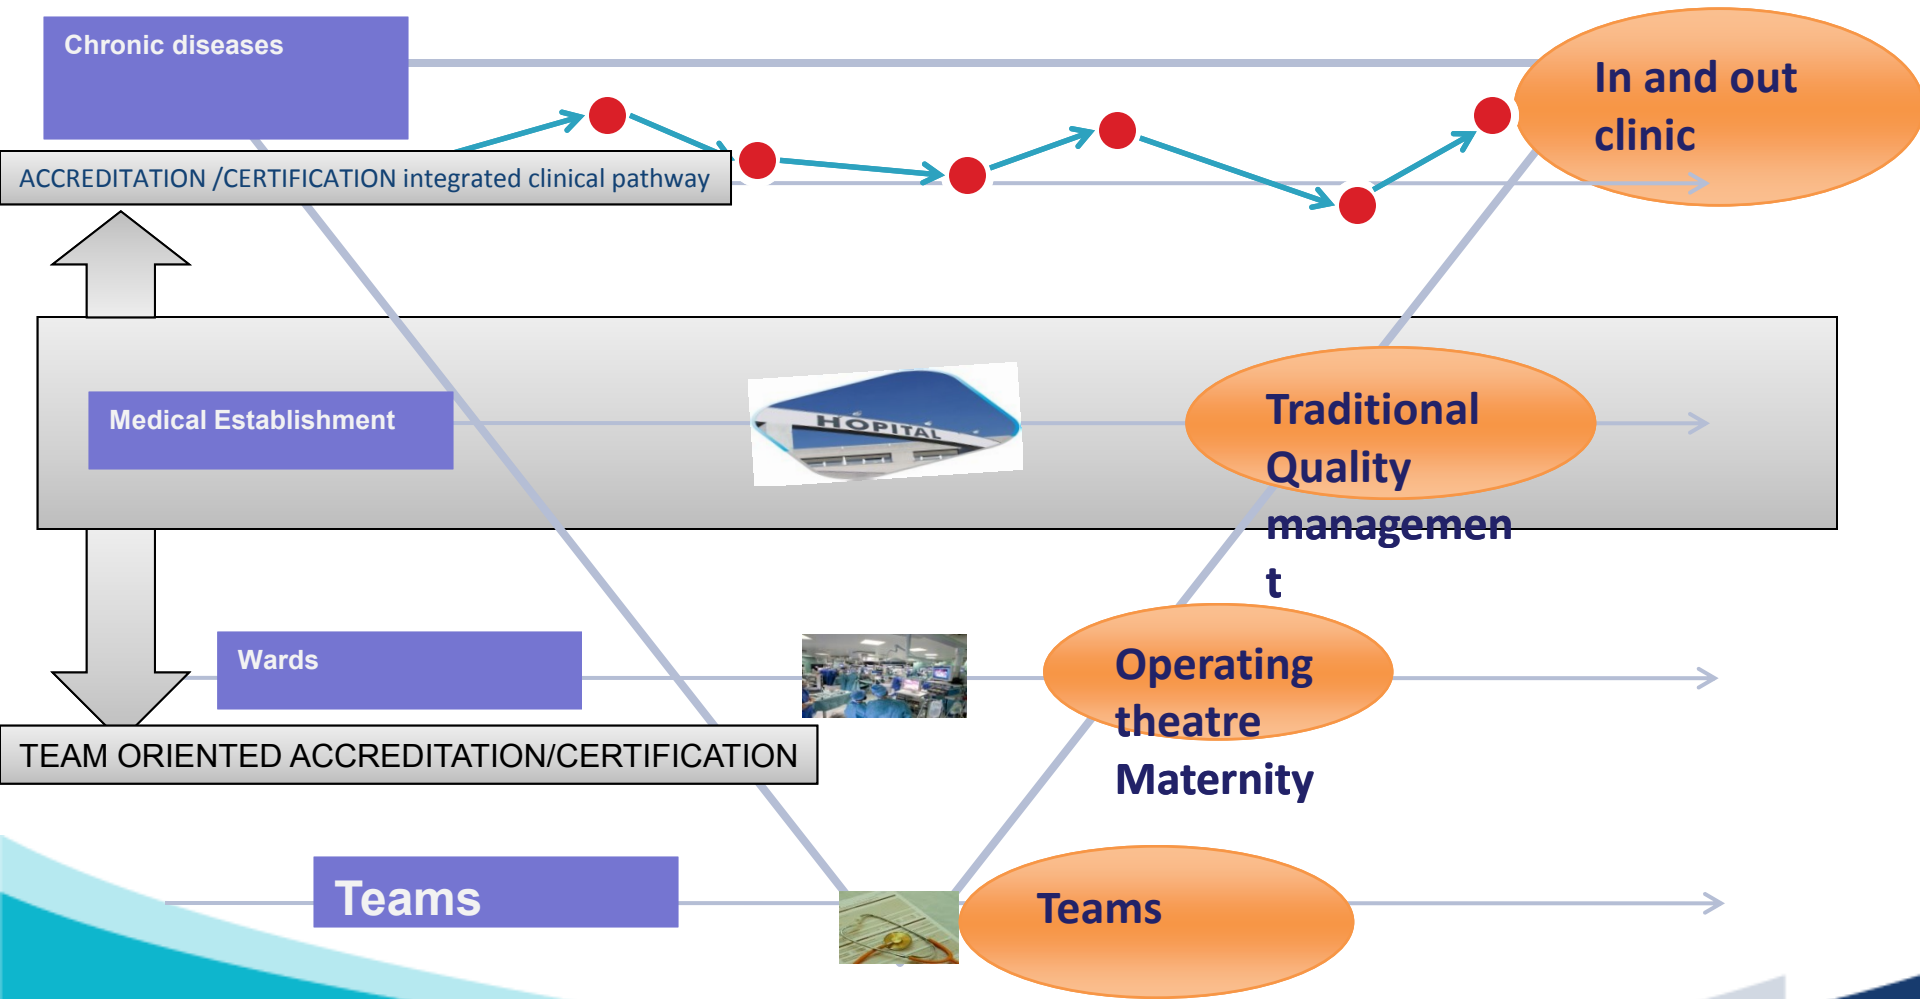 Chronic diseases
In and out
clinic
ACCREDITATION /CERTIFICATION integrated clinical pathway
Medical Establishment
HOPITAL
Traditional
Quality
managemen
t
Wards
Operating
theatre
Maternity
TEAM ORIENTED ACCREDITATION/CERTIFICATION
Teams
Teams